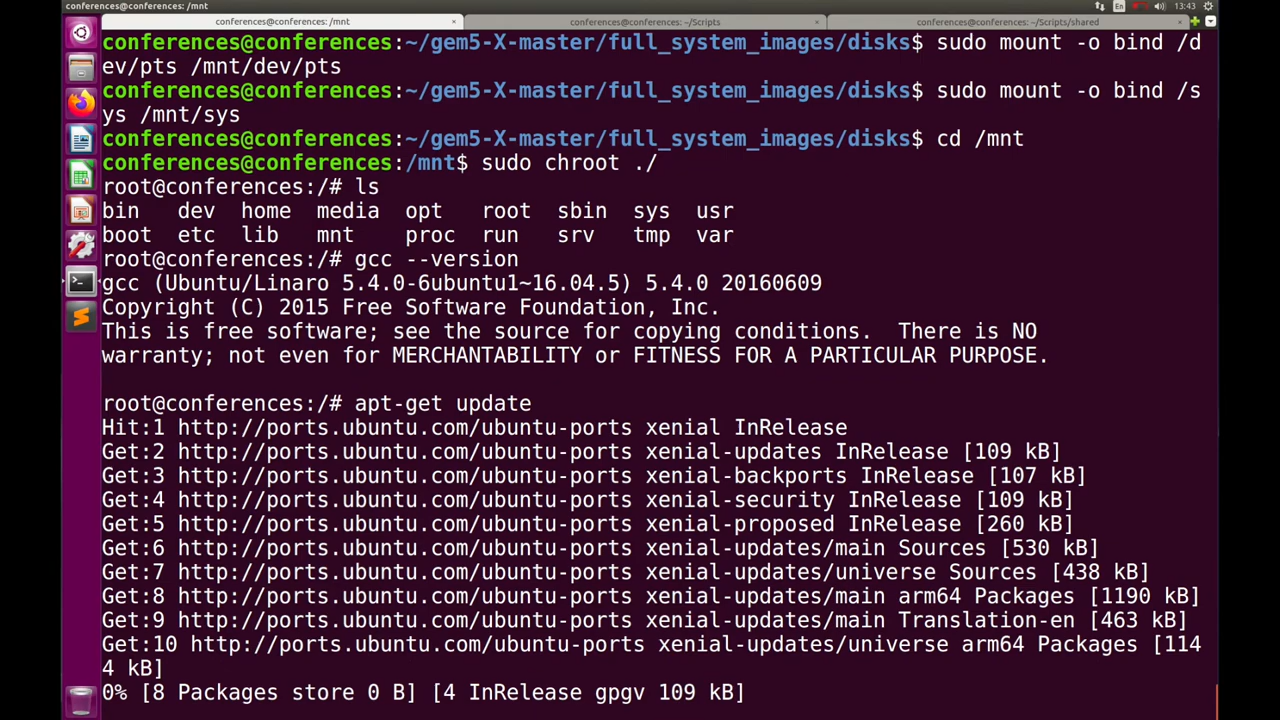 conferences@conferences: /mnt
En
13:43
conferences@conferences: /mnt × conferences@conferences: ~/Scripts × conferences@conferences: ~/Scripts/shared ×
conferences@conferences:~/gem5-X-master/full_system_images/disks$ sudo mount -o bind /d
ev/pts /mnt/dev/pts
conferences@conferences:~/gem5-X-master/full_system_images/disks$ sudo mount -o bind /s
ys /mnt/sys
conferences@conferences:~/gem5-X-master/full_system_images/disks$ cd /mnt
conferences@conferences:/mnt$ sudo chroot ./
root@conferences:/# ls
bin dev home media opt root sbin sys usr
boot etc lib mnt proc run srv tmp var
root@conferences:/# gcc --version
gcc (Ubuntu/Linaro 5.4.0-6ubuntu1~16.04.5) 5.4.0 20160609
Copyright (C) 2015 Free Software Foundation, Inc.
This is free software; see the source for copying conditions.  There is NO
warranty; not even for MERCHANTABILITY or FITNESS FOR A PARTICULAR PURPOSE.
root@conferences:/# apt-get update
Hit:1 http://ports.ubuntu.com/ubuntu-ports xenial InRelease
Get:2 http://ports.ubuntu.com/ubuntu-ports xenial-updates InRelease [109 kB]
Get:3 http://ports.ubuntu.com/ubuntu-ports xenial-backports InRelease [107 kB]
Get:4 http://ports.ubuntu.com/ubuntu-ports xenial-security InRelease [109 kB]
Get:5 http://ports.ubuntu.com/ubuntu-ports xenial-proposed InRelease [260 kB]
Get:6 http://ports.ubuntu.com/ubuntu-ports xenial-updates/main Sources [530 kB]
Get:7 http://ports.ubuntu.com/ubuntu-ports xenial-updates/universe Sources [438 kB]
Get:8 http://ports.ubuntu.com/ubuntu-ports xenial-updates/main arm64 Packages [1190 kB]
Get:9 http://ports.ubuntu.com/ubuntu-ports xenial-updates/main Translation-en [463 kB]
Get:10 http://ports.ubuntu.com/ubuntu-ports xenial-updates/universe arm64 Packages [114
4 kB]
0% [8 Packages store 0 B] [4 InRelease gpgv 109 kB]